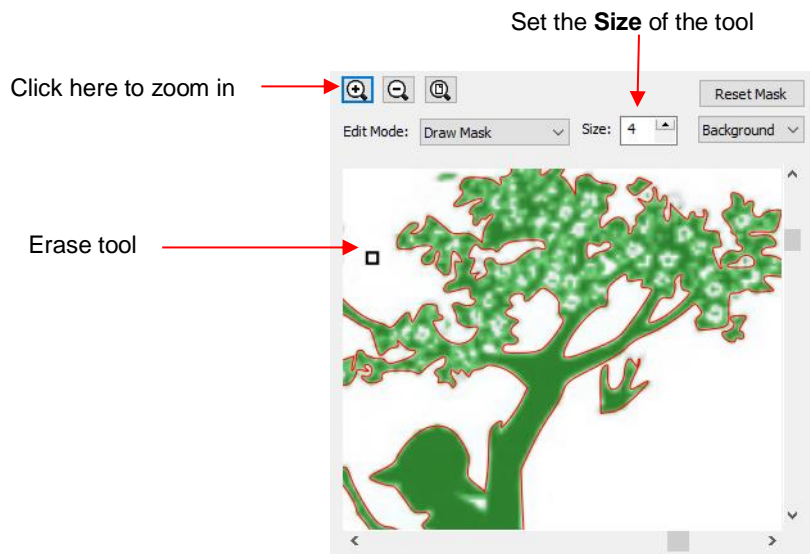 Set the Size of the tool
Click here to zoom in
Reset Mask
Edit Mode: Draw Mask Size: 4 Background
Erase tool